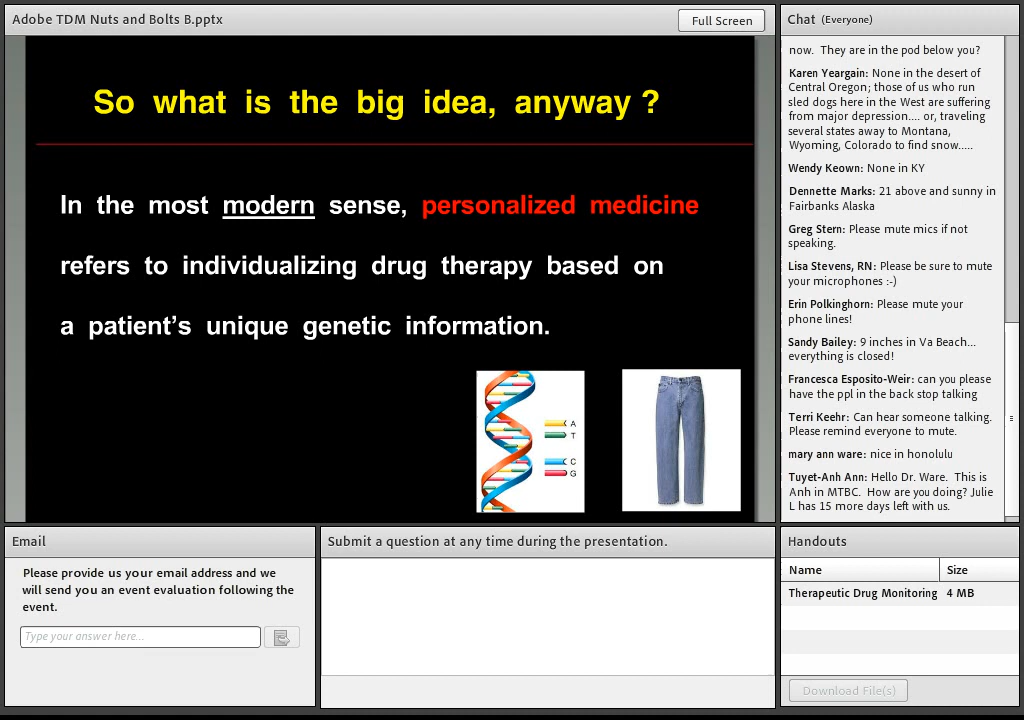 Adobe TDM Nuts and Bolts B.pptx
Full Screen
So what is the big idea, anyway ?
In the most modern sense, personalized medicine
refers to individualizing drug therapy based on
a patient's unique genetic information.
A
T
C
G
Chat (Everyone)
now. They are in the pod below you?
Karen Yeargain: None in the desert of
Central Oregon; those of us who run
sled dogs here in the West are suffering
from major depression.... or, traveling
several states away to Montana,
Wyoming, Colorado to find snow.....
Wendy Keown: None in KY
Dennette Marks: 21 above and sunny in
Fairbanks Alaska
Greg Stern: Please mute mics if not
speaking.
Lisa Stevens, RN: Please be sure to mute
your microphones :-)
Erin Polkinghorn: Please mute your
phone lines!
Sandy Bailey: 9 inches in Va Beach...
everything is closed!
Francesca Esposito-Weir: can you please
have the ppl in the back stop talking
Terri Keehr: Can hear someone talking.
Please remind everyone to mute.
mary ann ware: nice in honolulu
Tuyet-Anh Ann: Hello Dr. Ware. This is
Anh in MTBC. How are you doing? Julie
L has 15 more days left with us.
Email
Please provide us your email address and we
will send you an event evaluation following the
event.
Type your answer here...
Submit a question at any time during the presentation.
Handouts
Name Size
Therapeutic Drug Monitoring 4 MB
Download File(s)